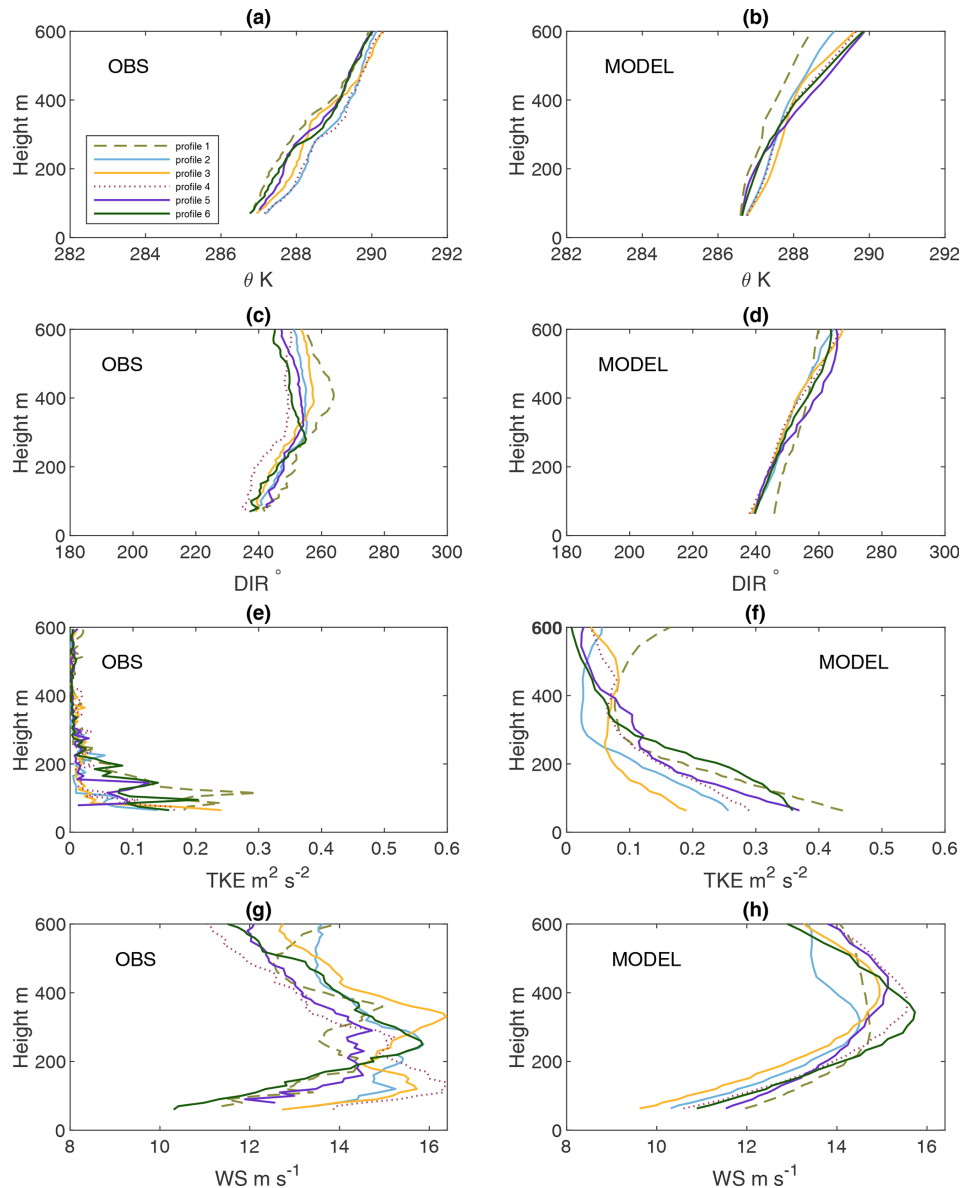 (a)
600
400
200
0
Height m
OBS
profile 1
profile 2
profile 3
profile 4
profile 5
profile 6
282 284 286 288 290 292
θ K
(b)
600
400
200
0
Height m
MODEL
282 284 286 288 290 292
θ K
(c)
600
400
200
0
Height m
OBS
180 200 220 240 260 280 300
DIR °
(d)
600
400
200
0
Height m
MODEL
180 200 220 240 260 280 300
DIR °
(e)
600
400
200
0
Height m
OBS
0 0.1 0.2 0.3 0.4 0.5 0.6
TKE m² s⁻²
(f)
600
400
200
0
Height m
MODEL
0 0.1 0.2 0.3 0.4 0.5 0.6
TKE m² s⁻²
(g)
600
400
200
0
Height m
OBS
8 10 12 14 16
WS m s⁻¹
(h)
600
400
200
0
Height m
MODEL
8 10 12 14 16
WS m s⁻¹